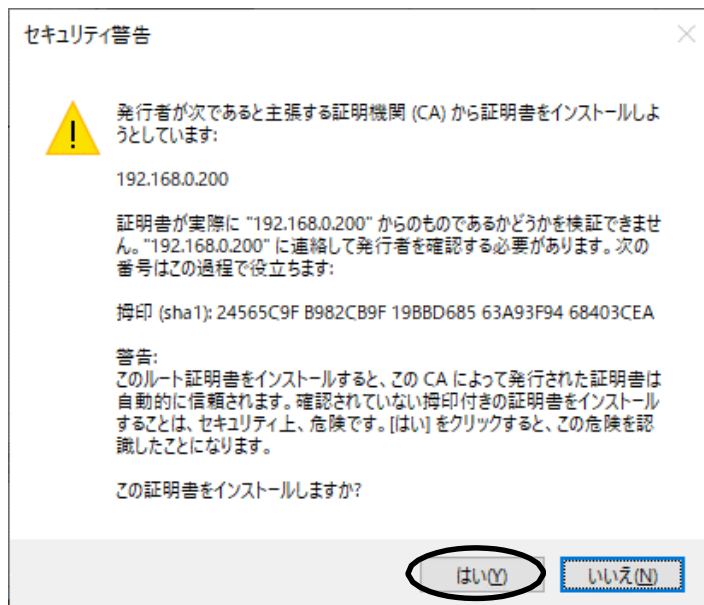 セキュリティ警告
発行者が次であると主張する証明機関 (CA) から証明書をインストールしよ
うとしています:
192.168.0.200
証明書が実際に "192.168.0.200" からのものであるかどうかを検証できませ
ん。"192.168.0.200" に連絡して発行者を確認する必要があります。次の
番号はこの過程で役立ちます:
拇印 (sha1): 24565C9F B982CB9F 19BBD685 63A93F94 68403CEA
警告:
このルート証明書をインストールすると、この CA によって発行された証明書は
自動的に信頼されます。確認されていない拇印付きの証明書をインストール
することは、セキュリティ上、危険です。[はい] をクリックすると、この危険を認
識したことになります。
この証明書をインストールしますか?
はい(Y) いいえ(N)